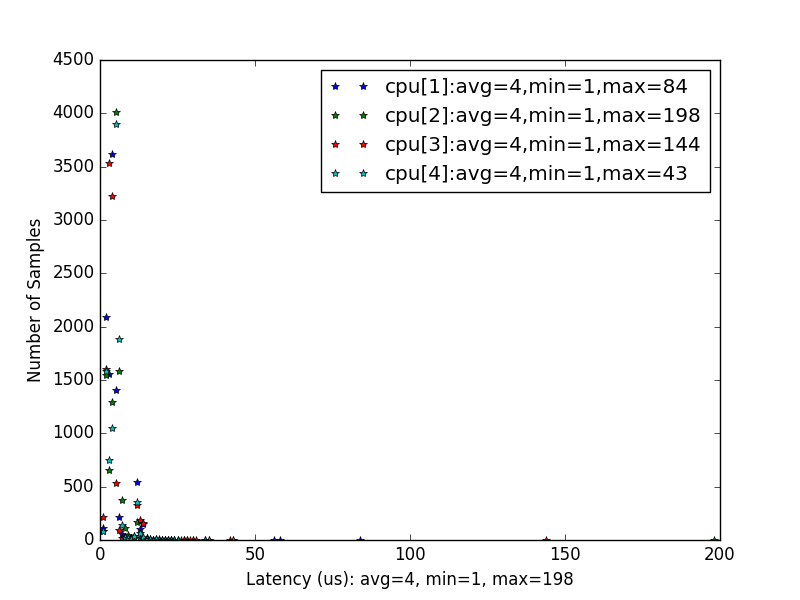 4500
4000
3500
3000
2500
2000
1500
1000
500
0
Number of Samples
cpu[1]:avg=4,min=1,max=84
cpu[2]:avg=4,min=1,max=198
cpu[3]:avg=4,min=1,max=144
cpu[4]:avg=4,min=1,max=43
0 50 100 150 200
Latency (us): avg=4, min=1, max=198